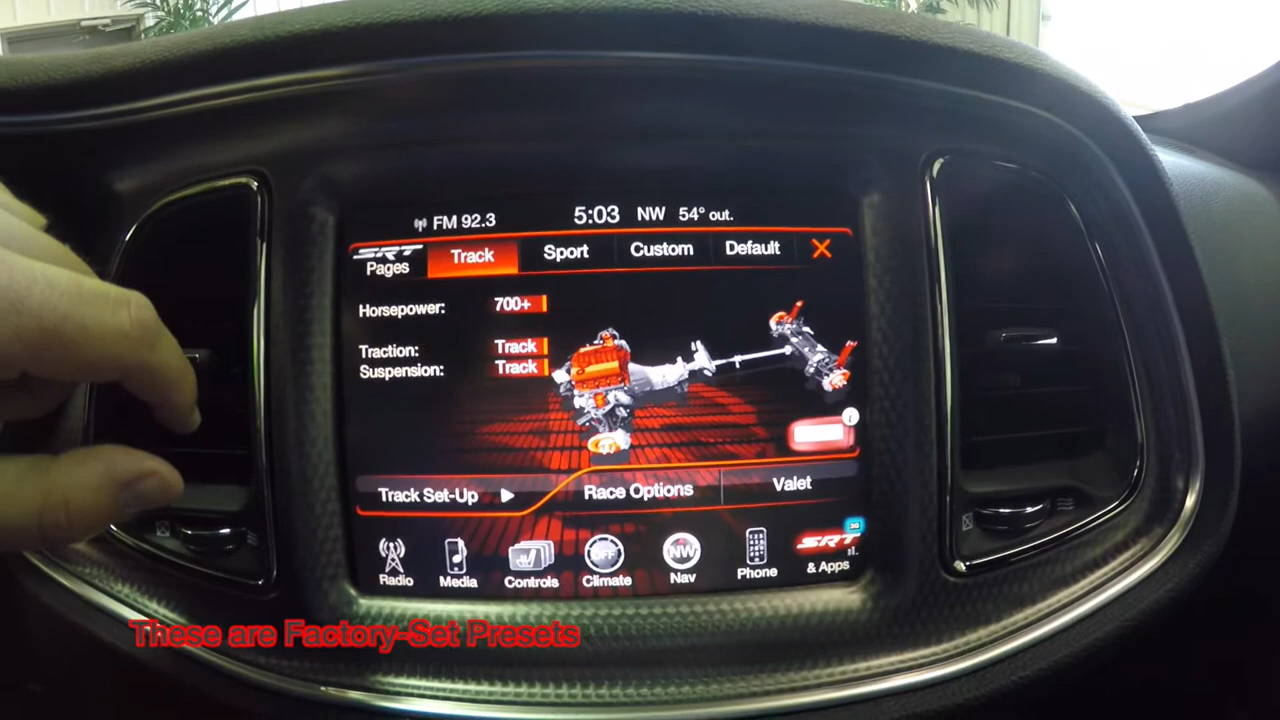 FM 92.3 5:03 NW 54° out.
SRT Pages Track Sport Custom Default X
Horsepower: 700+
Traction: Track
Suspension: Track
i
Track Set-Up Race Options Valet
OFF NW 3G
SRT
Radio Media Controls Climate Nav Phone & Apps
These are Factory-Set Presets